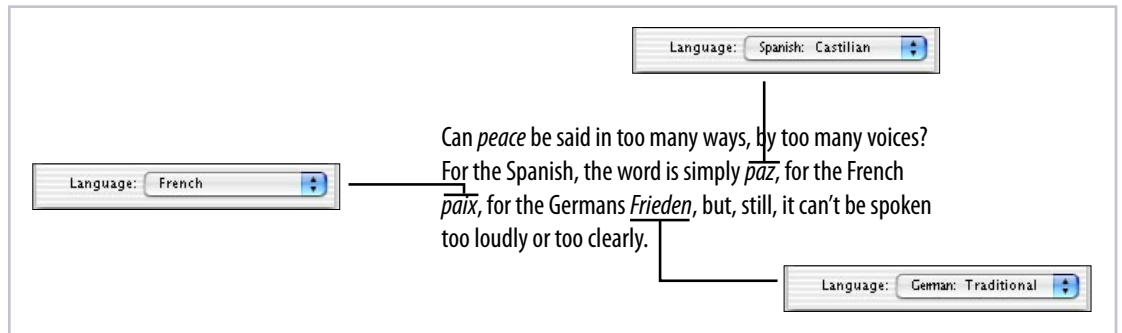 Language: Spanish: Castilian
Can peace be said in too many ways, by too many voices?
For the Spanish, the word is simply paz, for the French
Language: French
paix, for the Germans Frieden, but, still, it can't be spoken
too loudly or too clearly.
Language: German: Traditional